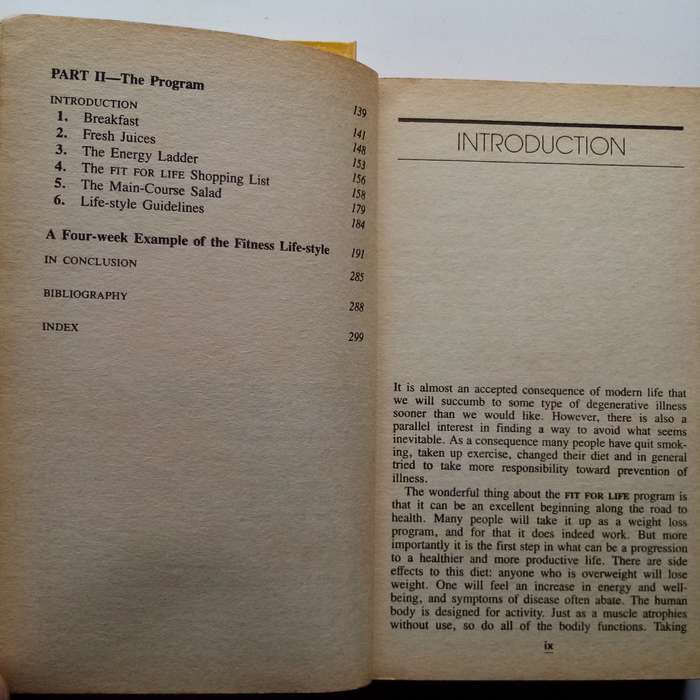 PART II—The Program
INTRODUCTION 139
1. Breakfast 141
2. Fresh Juices 148
3. The Energy Ladder 153
4. The FIT FOR LIFE Shopping List 156
5. The Main-Course Salad 158
6. Life-style Guidelines 179
184
A Four-week Example of the Fitness Life-style 191
IN CONCLUSION 285
BIBLIOGRAPHY 288
INDEX 299
INTRODUCTION
It is almost an accepted consequence of modern life that
we will succumb to some type of degenerative illness
sooner than we would like. However, there is also a
parallel interest in finding a way to avoid what seems
inevitable. As a consequence many people have quit smok-
ing, taken up exercise, changed their diet and in general
tried to take more responsibility toward prevention of
illness.
The wonderful thing about the FIT FOR LIFE program is
that it can be an excellent beginning along the road to
health. Many people will take it up as a weight loss
program, and for that it does indeed work. But more
importantly it is the first step in what can be a progression
to a healthier and more productive life. There are side
effects to this diet: anyone who is overweight will lose
weight. One will feel an increase in energy and well-
being, and symptoms of disease often abate. The human
body is designed for activity. Just as a muscle atrophies
without use, so do all of the bodily functions. Taking
ix